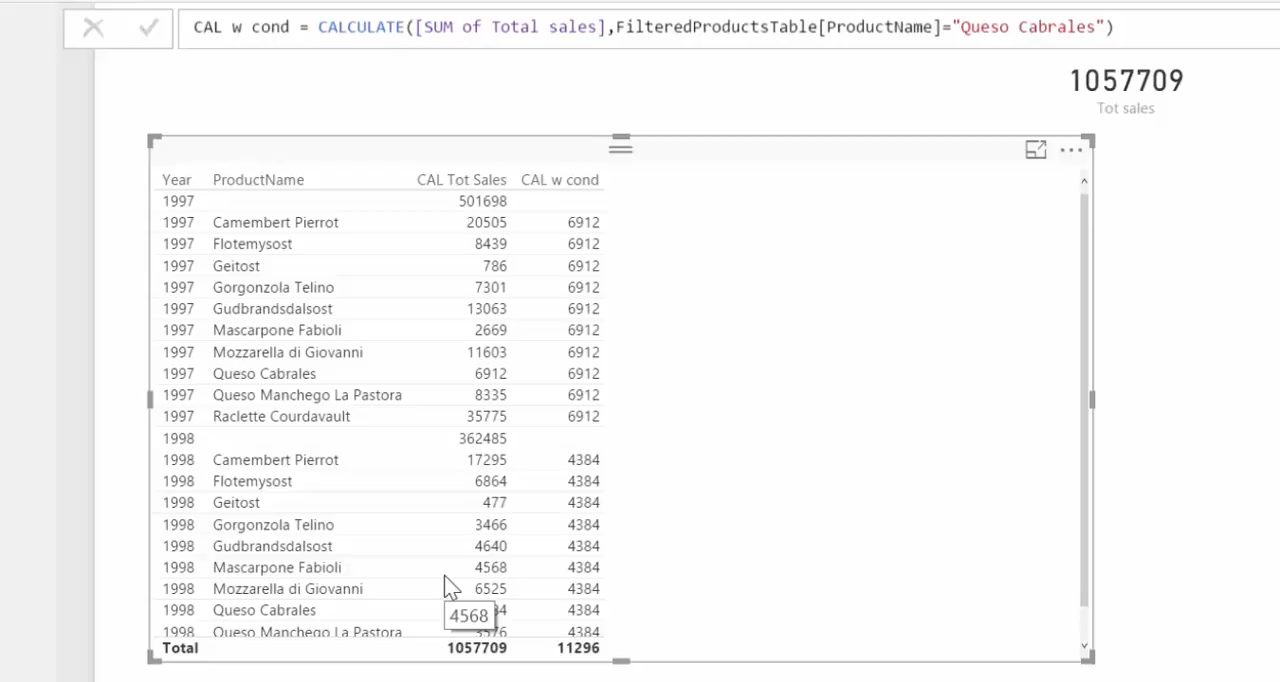 CAL w cond = CALCULATE([SUM of Total sales],FilteredProductsTable[ProductName]="Queso Cabrales")
1057709
Tot sales
Year ProductName CAL Tot Sales CAL w cond
1997 501698
1997 Camembert Pierrot 20505 6912
1997 Flotemysost 8439 6912
1997 Geitost 786 6912
1997 Gorgonzola Telino 7301 6912
1997 Gudbrandsdalsost 13063 6912
1997 Mascarpone Fabioli 2669 6912
1997 Mozzarella di Giovanni 11603 6912
1997 Queso Cabrales 6912 6912
1997 Queso Manchego La Pastora 8335 6912
1997 Raclette Courdavault 35775 6912
1998 362485
1998 Camembert Pierrot 17295 4384
1998 Flotemysost 6864 4384
1998 Geitost 477 4384
1998 Gorgonzola Telino 3466 4384
1998 Gudbrandsdalsost 4640 4384
1998 Mascarpone Fabioli 4568 4384
1998 Mozzarella di Giovanni 6525 4384
1998 Queso Cabrales 4384
4568
1998 Queso Manchego La Pastora 4384
Total 1057709 11296